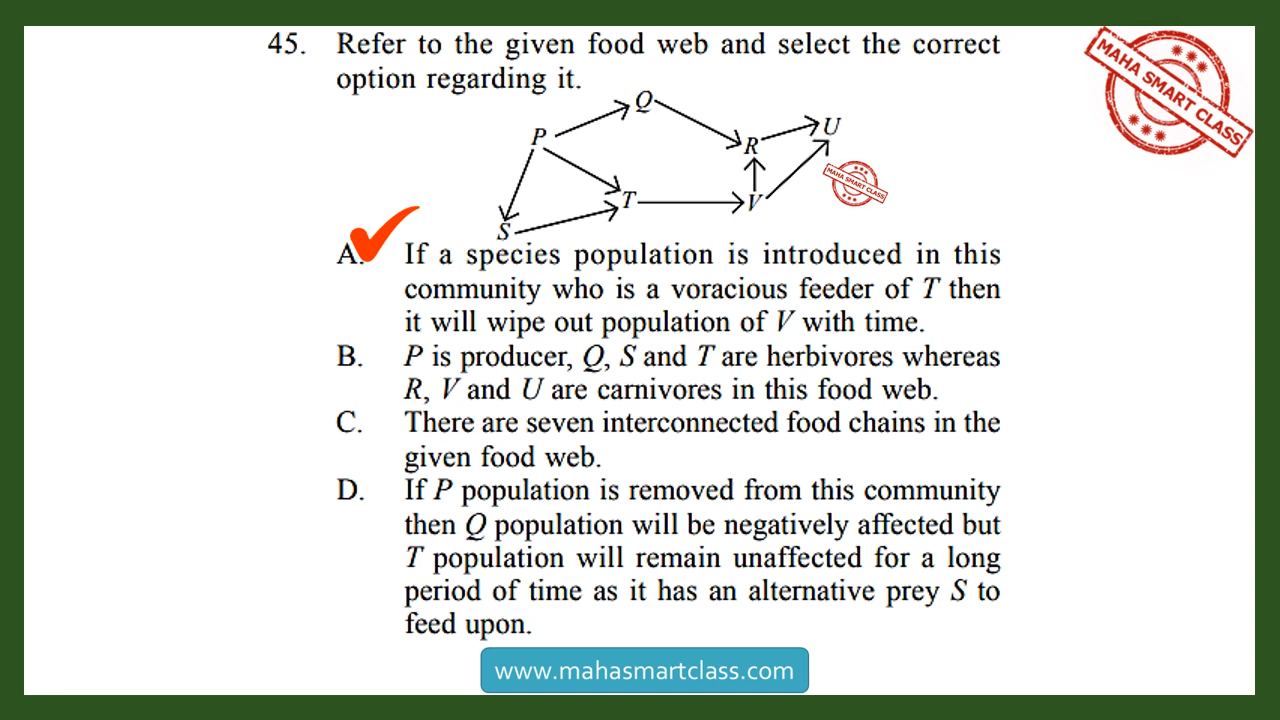 45. Refer to the given food web and select the correct
option regarding it.
MAHA SMART CLASS
Q
P
U
R
MAHA SMART CLASS
T
V
S
A. If a species population is introduced in this
community who is a voracious feeder of T then
it will wipe out population of V with time.
B. P is producer, Q, S and T are herbivores whereas
R, V and U are carnivores in this food web.
C. There are seven interconnected food chains in the
given food web.
D. If P population is removed from this community
then Q population will be negatively affected but
T population will remain unaffected for a long
period of time as it has an alternative prey S to
feed upon.
www.mahasmartclass.com